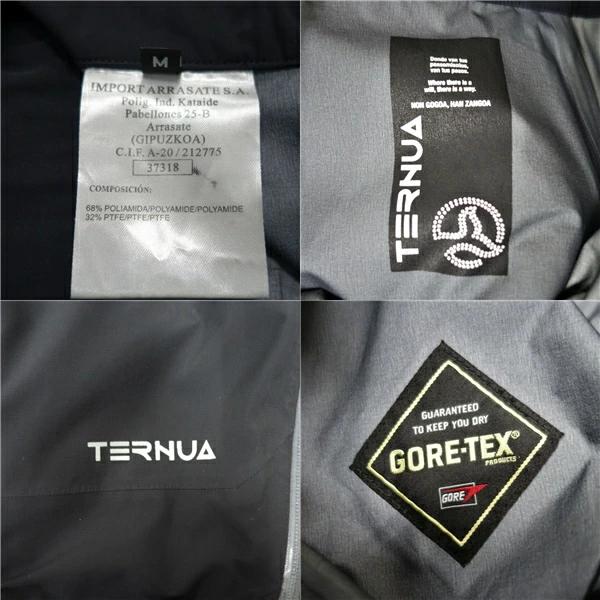 M
IMPORT ARRASATE S.A.
Polig. Ind. Kataide
Pabellones 25-B
Arrasate
(GIPUZKOA)
C.I.F. A-20/212775
37318
COMPOSICIÓN:
68% POLIAMIDA/POLYAMIDE/POLYAMIDE
32% PTFE/PTFE/PTFE
Donde van tus
pensamientos,
van tus pasos.
Where there is a
will, there is a way.
NON GOGOA, HAN ZANGOA
TERNUA
TERNUA
GUARANTEED
TO KEEP YOU DRY
GORE-TEX®
PRODUCTS
GORE